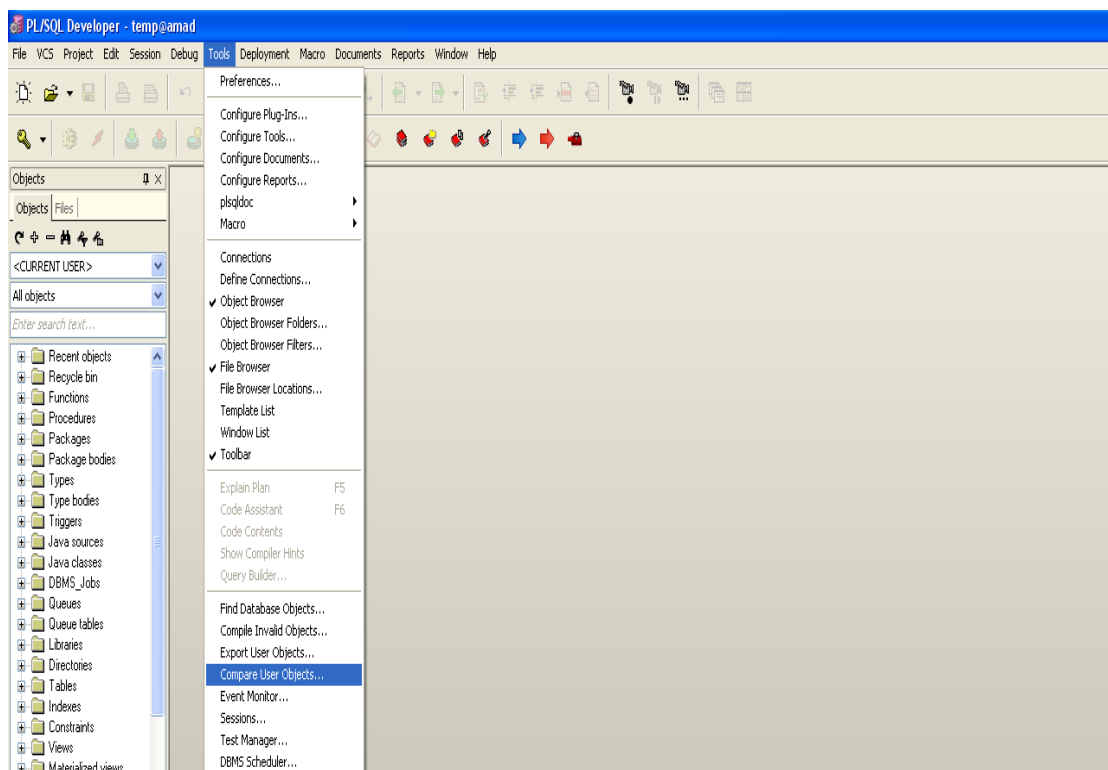 PL/SQL Developer - temp@amad
File VCS Project Edit Session Debug Tools Deployment Macro Documents Reports Window Help
Preferences...
Configure Plug-Ins...
Configure Tools...
Configure Documents...
Configure Reports...
plsqldoc
Macro
Connections
Define Connections...
Object Browser
Object Browser Folders...
Object Browser Filters...
File Browser
File Browser Locations...
Template List
Window List
Toolbar
Explain Plan F5
Code Assistant F6
Code Contents
Show Compiler Hints
Query Builder...
Find Database Objects...
Compile Invalid Objects...
Export User Objects...
Compare User Objects...
Event Monitor...
Sessions...
Test Manager...
DBMS Scheduler...
Objects
Objects Files
<CURRENT USER>
All objects
Enter search text...
Recent objects
Recycle bin
Functions
Procedures
Packages
Package bodies
Types
Type bodies
Triggers
Java sources
Java classes
DBMS_Jobs
Queues
Queue tables
Libraries
Directories
Tables
Indexes
Constraints
Views
Materialized views